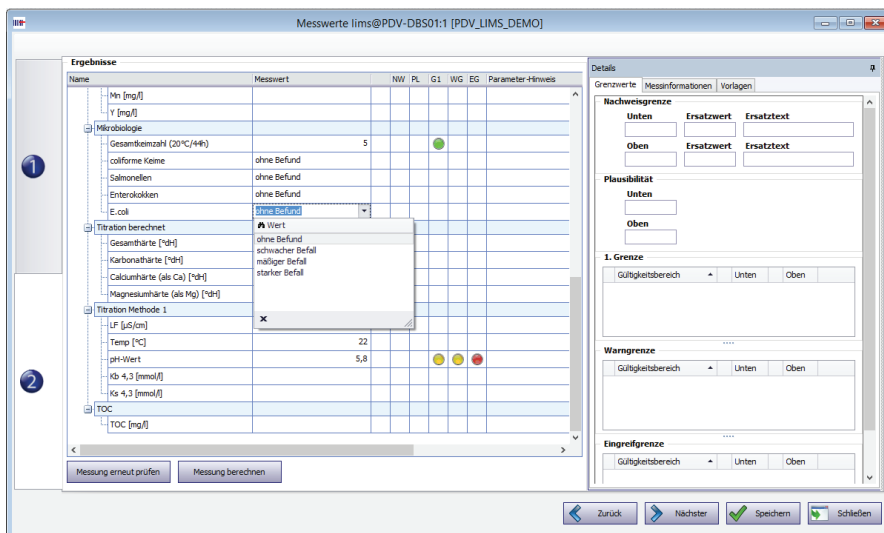 Messwerte lims@PDV-DBS01:1 [PDV_LIMS_DEMO]
1
2
Ergebnisse
Name Messwert NW PL G1 WG EG Parameter-Hinweis
Mn [mg/l]
Y [mg/l]
Mikrobiologie
Gesamtkeimzahl (20°C/44h) 5
coliforme Keime ohne Befund
Salmonellen ohne Befund
Enterokokken ohne Befund
E.coli ohne Befund
Wert
ohne Befund
schwacher Befall
mäßiger Befall
starker Befall
Titration berechnet
Gesamthärte [°dH]
Karbonathärte [°dH]
Calciumhärte (als Ca) [°dH]
Magnesiumhärte (als Mg) [°dH]
Titration Methode 1
LF [µS/cm]
Temp [°C] 22
pH-Wert 5,8
Kb 4,3 [mmol/l]
Ks 4,3 [mmol/l]
TOC
TOC [mg/l]
Messung erneut prüfen Messung berechnen
Details
Grenzwerte Messinformationen Vorlagen
Nachweisgrenze
Unten Ersatzwert Ersatztext
Oben Ersatzwert Ersatztext
Plausibilität
Unten
Oben
1. Grenze
Gültigkeitsbereich Unten Oben
Warngrenze
Gültigkeitsbereich Unten Oben
Eingreifgrenze
Gültigkeitsbereich Unten Oben
Zurück Nächster Speichern Schließen